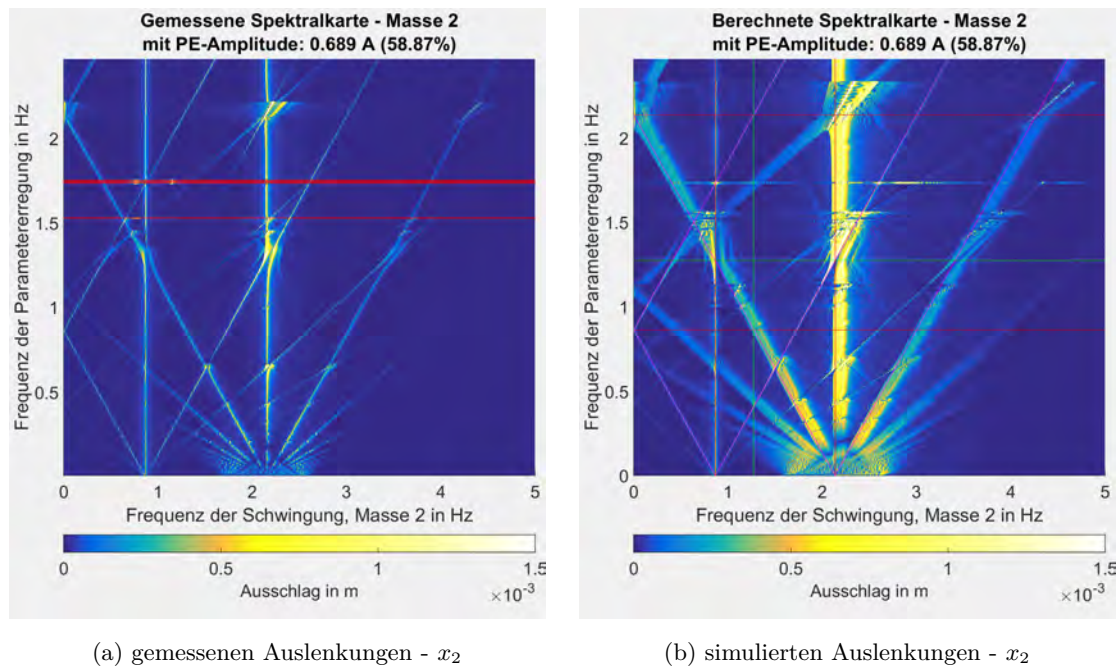 Gemessene Spektralkarte - Masse 2
mit PE-Amplitude: 0.689 A (58.87%)
Frequenz der Parametererregung in Hz
2
1.5
1
0.5
0
0 1 2 3 4 5
Frequenz der Schwingung, Masse 2 in Hz
0 0.5 1 1.5
×10⁻³
Ausschlag in m
(a) gemessenen Auslenkungen - x₂
Berechnete Spektralkarte - Masse 2
mit PE-Amplitude: 0.689 A (58.87%)
Frequenz der Parametererregung in Hz
2
1.5
1
0.5
0
0 1 2 3 4 5
Frequenz der Schwingung, Masse 2 in Hz
0 0.5 1 1.5
×10⁻³
Ausschlag in m
(b) simulierten Auslenkungen - x₂